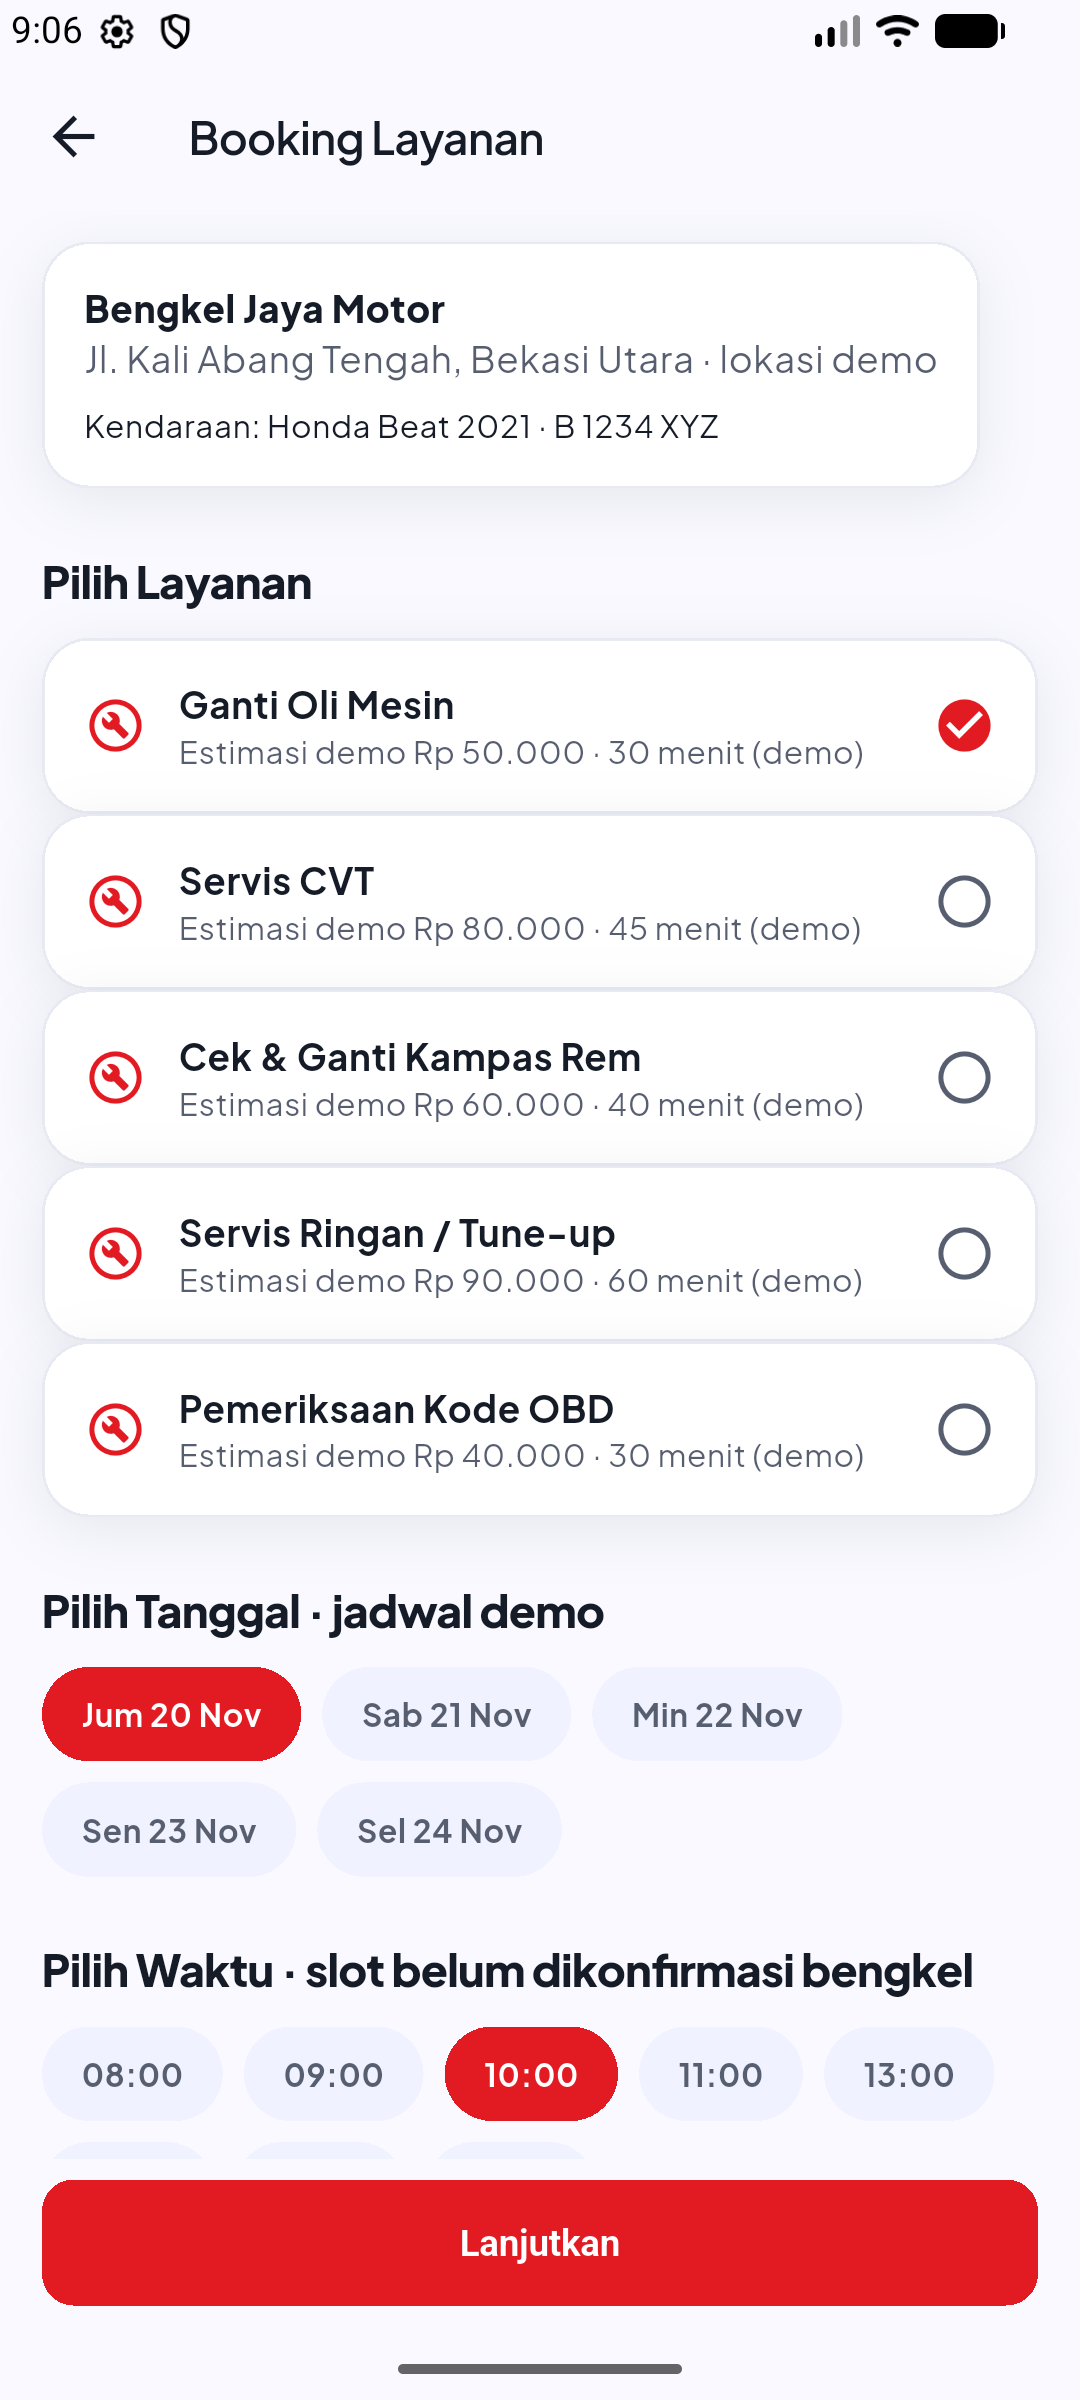 9:06
Booking Layanan
Bengkel Jaya Motor
Jl. Kali Abang Tengah, Bekasi Utara · lokasi demo
Kendaraan: Honda Beat 2021 · B 1234 XYZ
Pilih Layanan
Ganti Oli Mesin
Estimasi demo Rp 50.000 · 30 menit (demo)
Servis CVT
Estimasi demo Rp 80.000 · 45 menit (demo)
Cek & Ganti Kampas Rem
Estimasi demo Rp 60.000 · 40 menit (demo)
Servis Ringan / Tune-up
Estimasi demo Rp 90.000 · 60 menit (demo)
Pemeriksaan Kode OBD
Estimasi demo Rp 40.000 · 30 menit (demo)
Pilih Tanggal · jadwal demo
Jum 20 Nov
Sab 21 Nov
Min 22 Nov
Sen 23 Nov
Sel 24 Nov
Pilih Waktu · slot belum dikonfirmasi bengkel
08:00
09:00
10:00
11:00
13:00
Lanjutkan